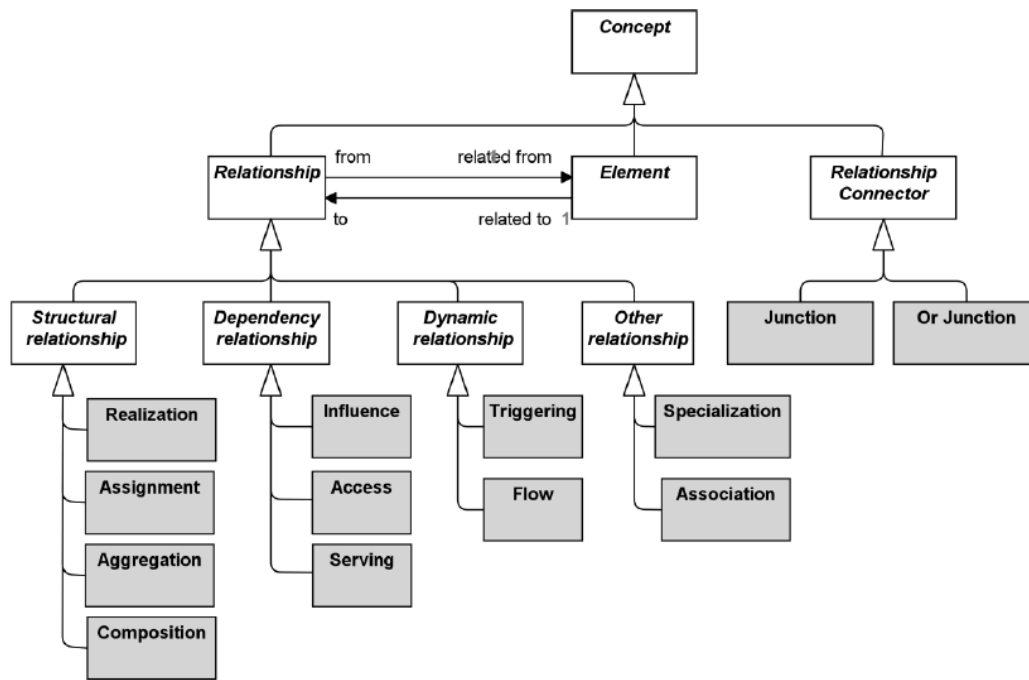 Concept
from
related from
Relationship
Element
Relationship
Connector
to
related to 1
Structural
relationship
Dependency
relationship
Dynamic
relationship
Other
relationship
Junction
Or Junction
Realization
Influence
Triggering
Specialization
Assignment
Access
Flow
Association
Aggregation
Serving
Composition